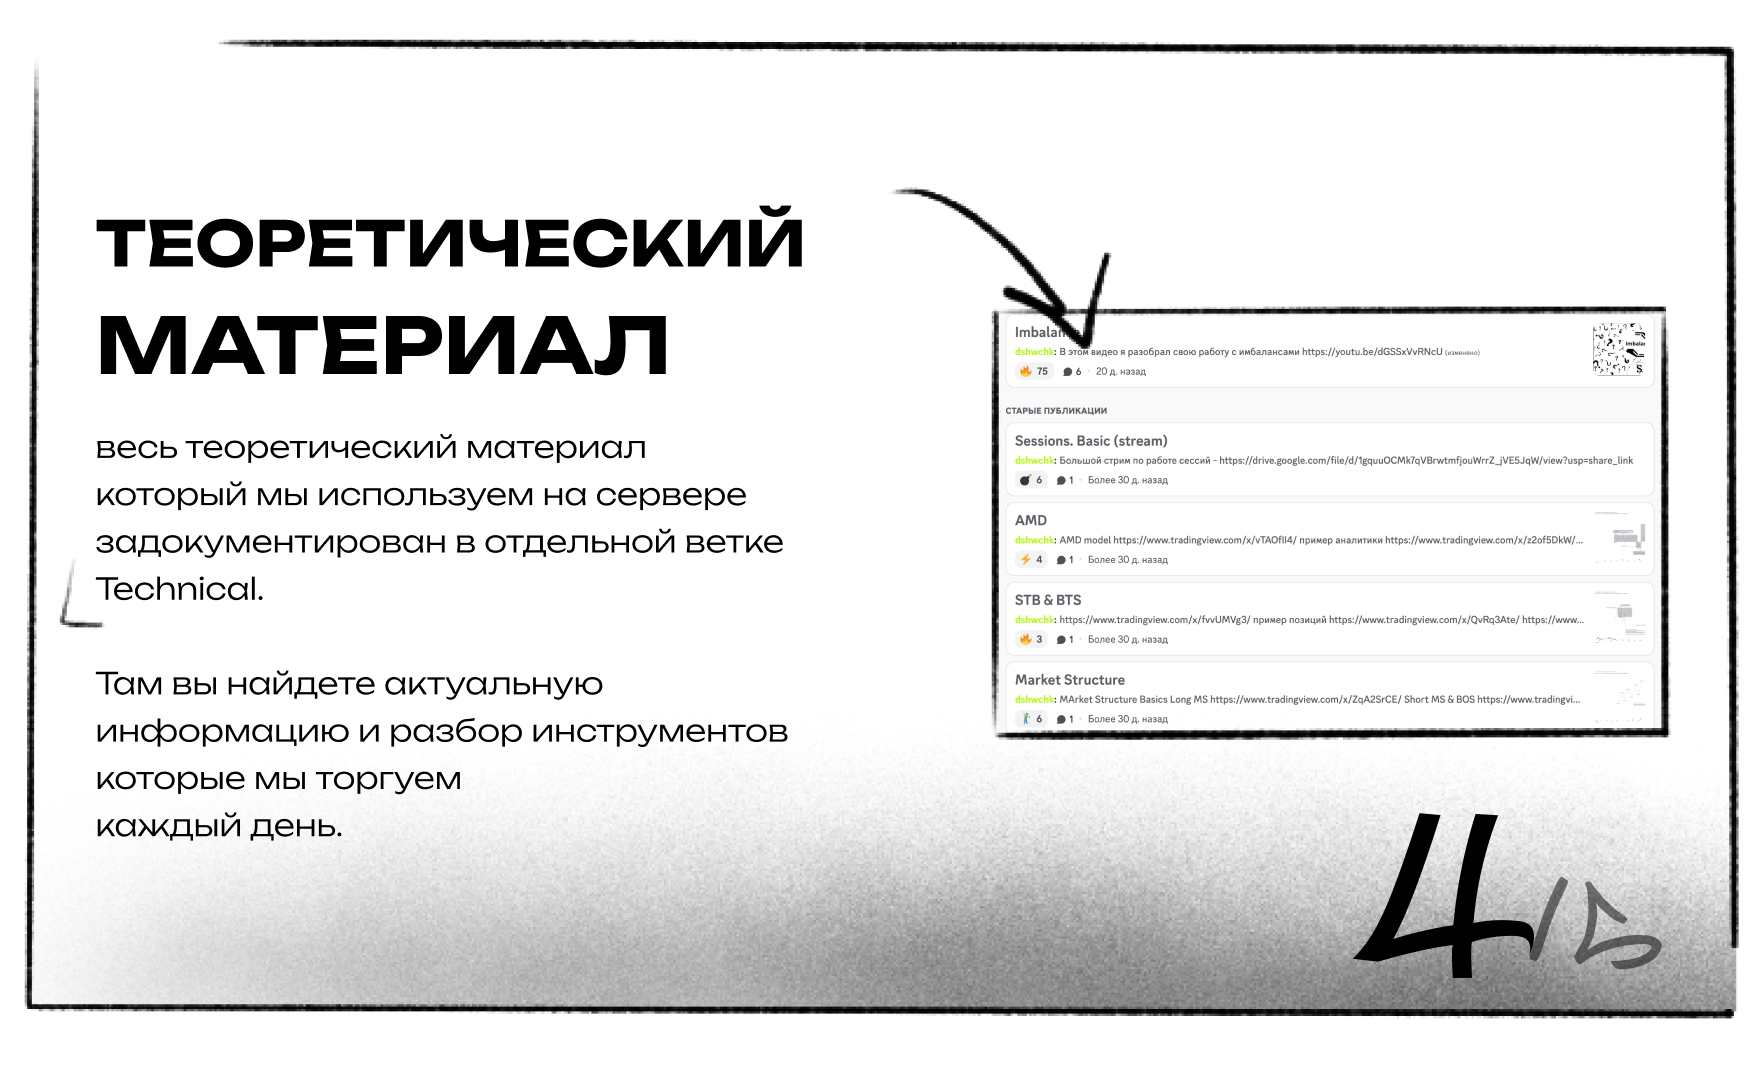 ТЕОРЕТИЧЕСКИЙ
МАТЕРИАЛ
весь теоретический материал
который мы используем на сервере
задокументирован в отдельной ветке
Technical.
Там вы найдете актуальную
информацию и разбор инструментов
которые мы торгуем
каждый день.
dshwchk: В этом видео я разобрал свою работу с имбалансами https://youtu.be/dGSSxVvRNcU (изменено)
75 6 · 20 д. назад
СТАРЫЕ ПУБЛИКАЦИИ
Sessions. Basic (stream)
dshwchk: Большой стрим по работе сессий - https://drive.google.com/file/d/1gquuOCMk7qVBrwtmfjouWrrZ_jVE5JqW/view?usp=share_link
6 1 · Более 30 д. назад
AMD
dshwchk: AMD model https://www.tradingview.com/x/vTAOfII4/ пример аналитики https://www.tradingview.com/x/z2of5DkW/...
4 1 · Более 30 д. назад
STB & BTS
dshwchk: https://www.tradingview.com/x/fvvUMVg3/ пример позиций https://www.tradingview.com/x/QvRq3Ate/ https://www...
3 1 · Более 30 д. назад
Market Structure
dshwchk: MArket Structure Basics Long MS https://www.tradingview.com/x/ZqA2SrCE/ Short MS & BOS https://www.tradingvi...
6 1 · Более 30 д. назад
4/5